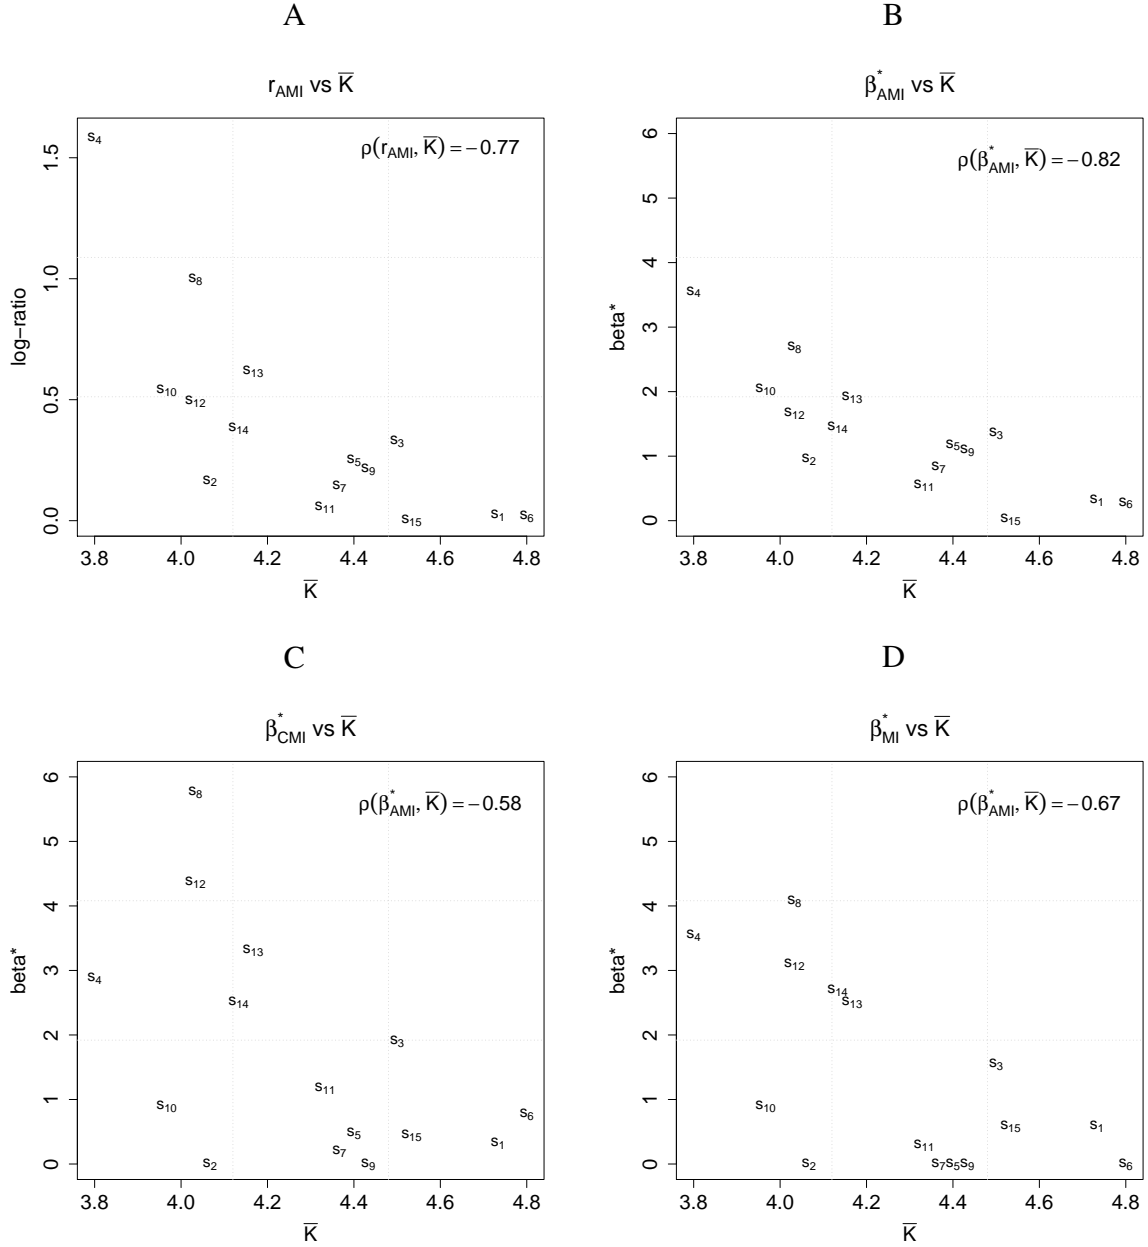 A
r_AMI vs K̅
ρ(r_AMI, K̅) = −0.77
log−ratio
1.5
1.0
0.5
0.0
s4
s8
s13
s10
s12
s14
s3
s5
s9
s2
s7
s11
s15
s1
s6
3.8 4.0 4.2 4.4 4.6 4.8
K̅
B
β*_AMI vs K̅
ρ(β*_AMI, K̅) = −0.82
beta*
6
5
4
3
2
1
0
s4
s8
s10
s13
s12
s14
s3
s5
s9
s2
s7
s11
s1
s6
s15
3.8 4.0 4.2 4.4 4.6 4.8
K̅
C
β*_CMI vs K̅
ρ(β*_AMI, K̅) = −0.58
beta*
6
5
4
3
2
1
0
s8
s12
s13
s4
s14
s3
s11
s10
s6
s5
s15
s1
s7
s2
s9
3.8 4.0 4.2 4.4 4.6 4.8
K̅
D
β*_MI vs K̅
ρ(β*_AMI, K̅) = −0.67
beta*
6
5
4
3
2
1
0
s8
s4
s12
s14
s13
s3
s10
s15
s1
s11
s2
s7
s5
s9
s6
3.8 4.0 4.2 4.4 4.6 4.8
K̅